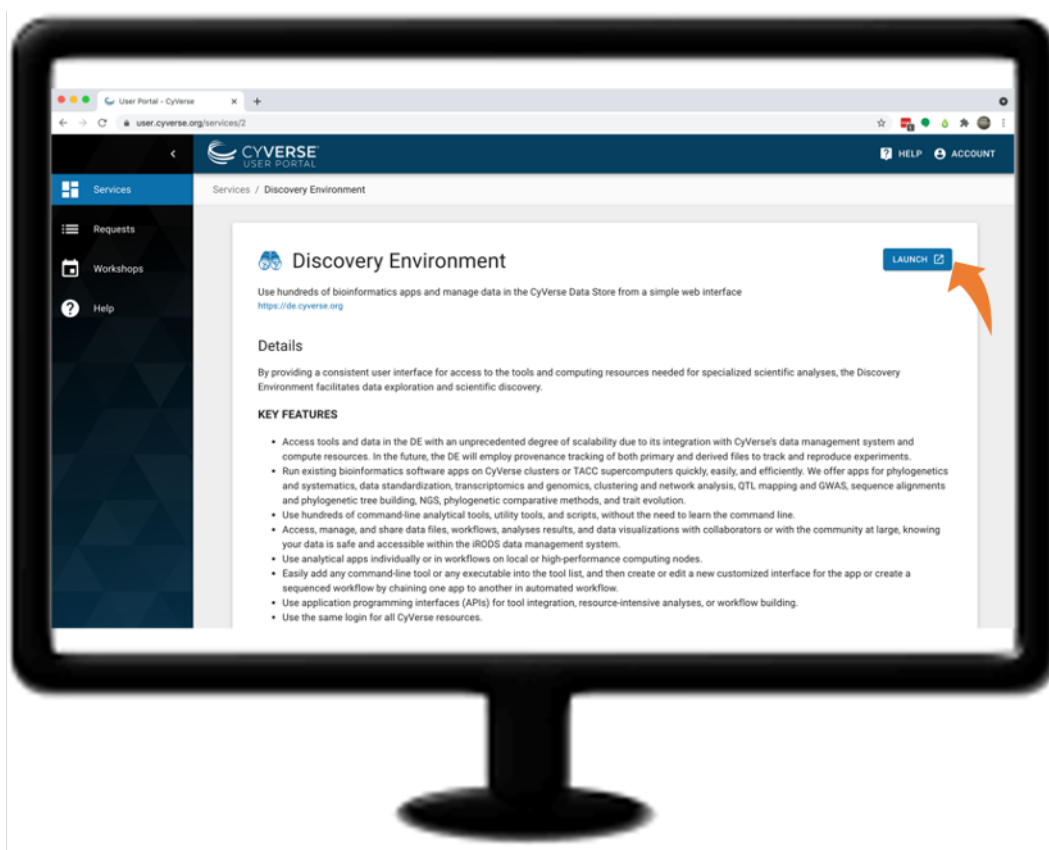 User Portal - CyVerse
user.cyverse.org/services/2
CYVERSE
USER PORTAL
HELP
ACCOUNT
Services
Requests
Workshops
Help
Services / Discovery Environment
Discovery Environment
LAUNCH
Use hundreds of bioinformatics apps and manage data in the CyVerse Data Store from a simple web interface
https://de.cyverse.org
Details
By providing a consistent user interface for access to the tools and computing resources needed for specialized scientific analyses, the Discovery
Environment facilitates data exploration and scientific discovery.
KEY FEATURES
• Access tools and data in the DE with an unprecedented degree of scalability due to its integration with CyVerse's data management system and
compute resources. In the future, the DE will employ provenance tracking of both primary and derived files to track and reproduce experiments.
• Run existing bioinformatics software apps on CyVerse clusters or TACC supercomputers quickly, easily, and efficiently. We offer apps for phylogenetics
and systematics, data standardization, transcriptomics and genomics, clustering and network analysis, QTL mapping and GWAS, sequence alignments
and phylogenetic tree building, NGS, phylogenetic comparative methods, and trait evolution.
• Use hundreds of command-line analytical tools, utility tools, and scripts, without the need to learn the command line.
• Access, manage, and share data files, workflows, analyses results, and data visualizations with collaborators or with the community at large, knowing
your data is safe and accessible within the iRODS data management system.
• Use analytical apps individually or in workflows on local or high-performance computing nodes.
• Easily add any command-line tool or any executable into the tool list, and then create or edit a new customized interface for the app or create a
sequenced workflow by chaining one app to another in automated workflow.
• Use application programming interfaces (APIs) for tool integration, resource-intensive analyses, or workflow building.
• Use the same login for all CyVerse resources.